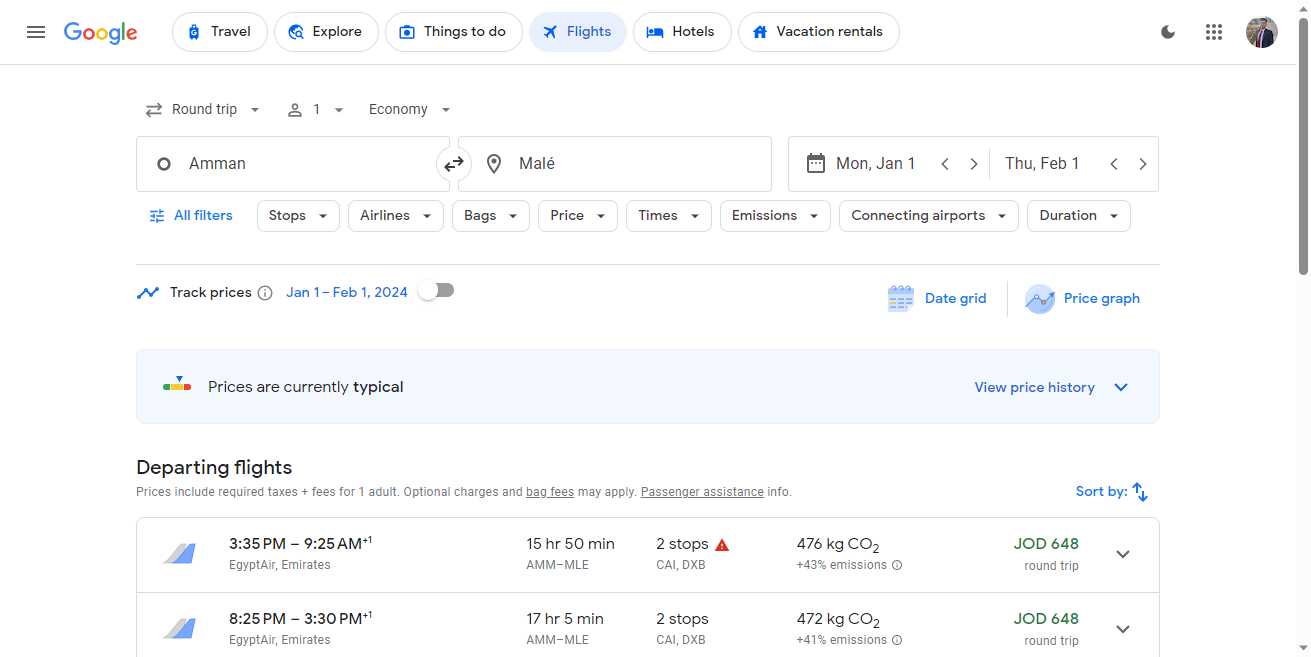 Google Travel Explore Things to do Flights Hotels Vacation rentals
Round trip 1 Economy
Amman Malé Mon, Jan 1 Thu, Feb 1
All filters Stops Airlines Bags Price Times Emissions Connecting airports Duration
Track prices Jan 1 – Feb 1, 2024 Date grid Price graph
Prices are currently typical View price history
Departing flights
Prices include required taxes + fees for 1 adult. Optional charges and bag fees may apply. Passenger assistance info. Sort by:
3:35 PM – 9:25 AM+1 15 hr 50 min 2 stops 476 kg CO2 JOD 648
EgyptAir, Emirates AMM–MLE CAI, DXB +43% emissions round trip
8:25 PM – 3:30 PM+1 17 hr 5 min 2 stops 472 kg CO2 JOD 648
EgyptAir, Emirates AMM–MLE CAI, DXB +41% emissions round trip